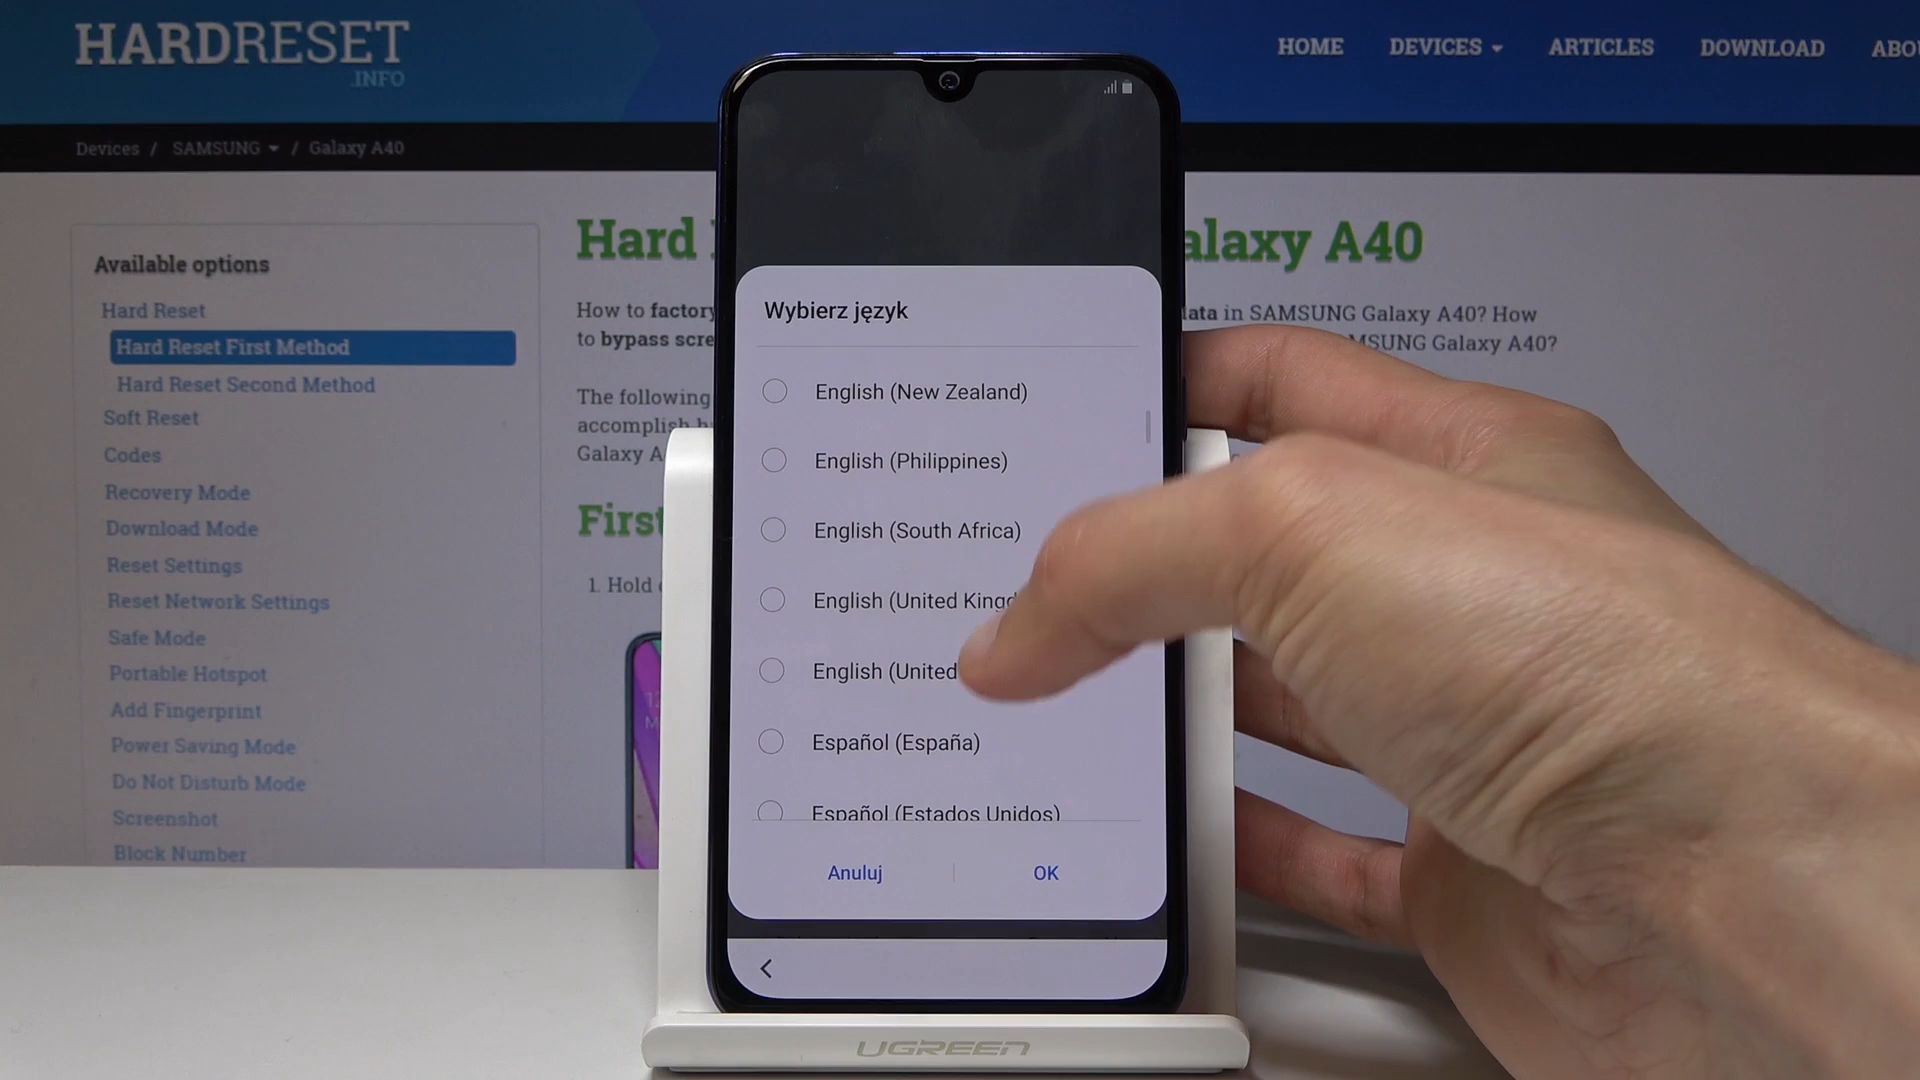 HARDRESET
.INFO
HOME
DEVICES
ARTICLES
DOWNLOAD
Devices / SAMSUNG / Galaxy A40
Available options
Hard Reset
Hard Reset First Method
Hard Reset Second Method
Soft Reset
Codes
Recovery Mode
Download Mode
Reset Settings
Reset Network Settings
Safe Mode
Portable Hotspot
Add Fingerprint
Power Saving Mode
Do Not Disturb Mode
Screenshot
Block Number
Hard
alaxy A40
How to factory
in SAMSUNG Galaxy A40? How
to bypass
SUNG Galaxy A40?
The following
accomplish
Galaxy
First
1. Hold
Wybierz język
English (New Zealand)
English (Philippines)
English (South Africa)
English (United
English (United
Español (España)
Español (Estados Unidos)
Anuluj
OK
UGREEN